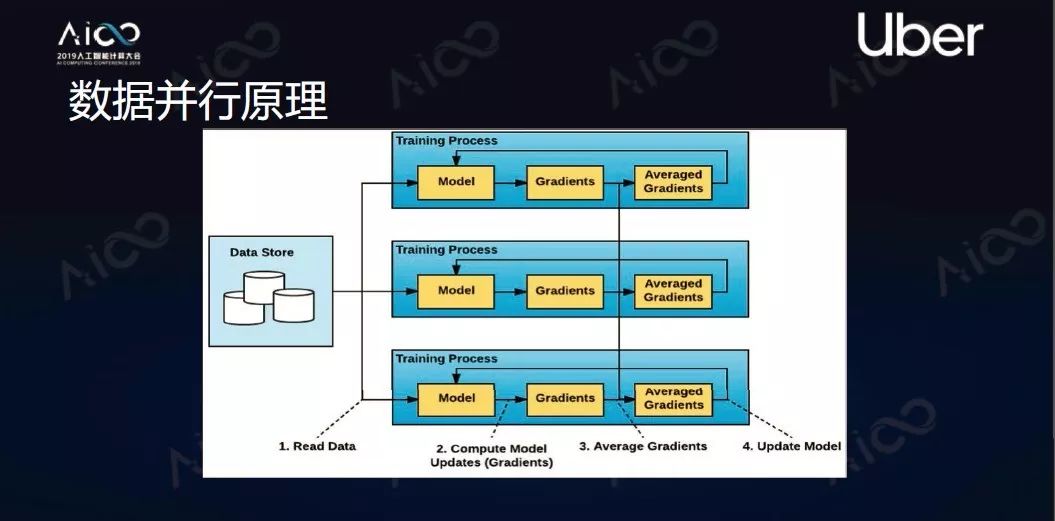 Aico
2019人工智能计算大会
AI COMPUTING CONFERENCE 2019
Uber
数据并行原理
Training Process
Model
Gradients
Averaged
Gradients
Data Store
Training Process
Model
Gradients
Averaged
Gradients
Training Process
Model
Gradients
Averaged
Gradients
1. Read Data
2. Compute Model
Updates (Gradients)
3. Average Gradients
4. Update Model